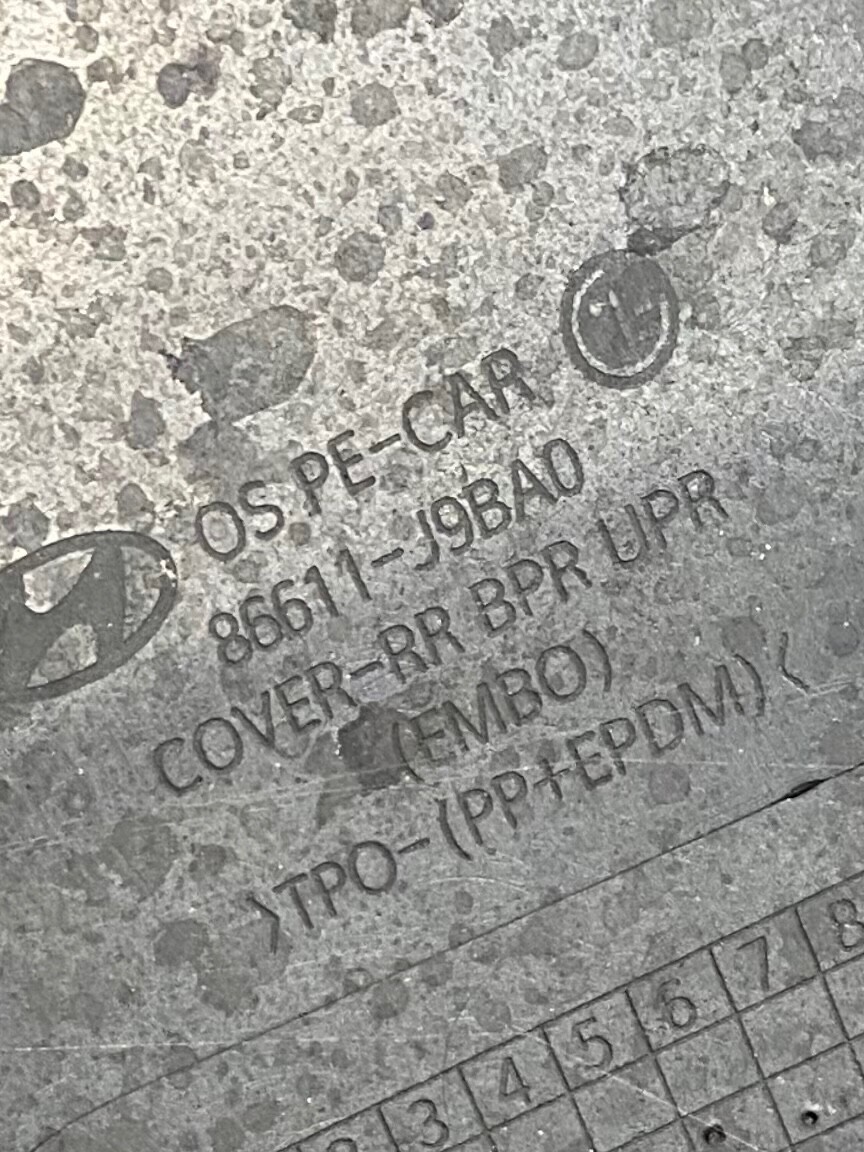 OS PE-CAR
86611-J9BA0
COVER-RR BPR UPR
(EMBO)
>TPO-(PP+EPDM)<
3 4 5 6 7 8